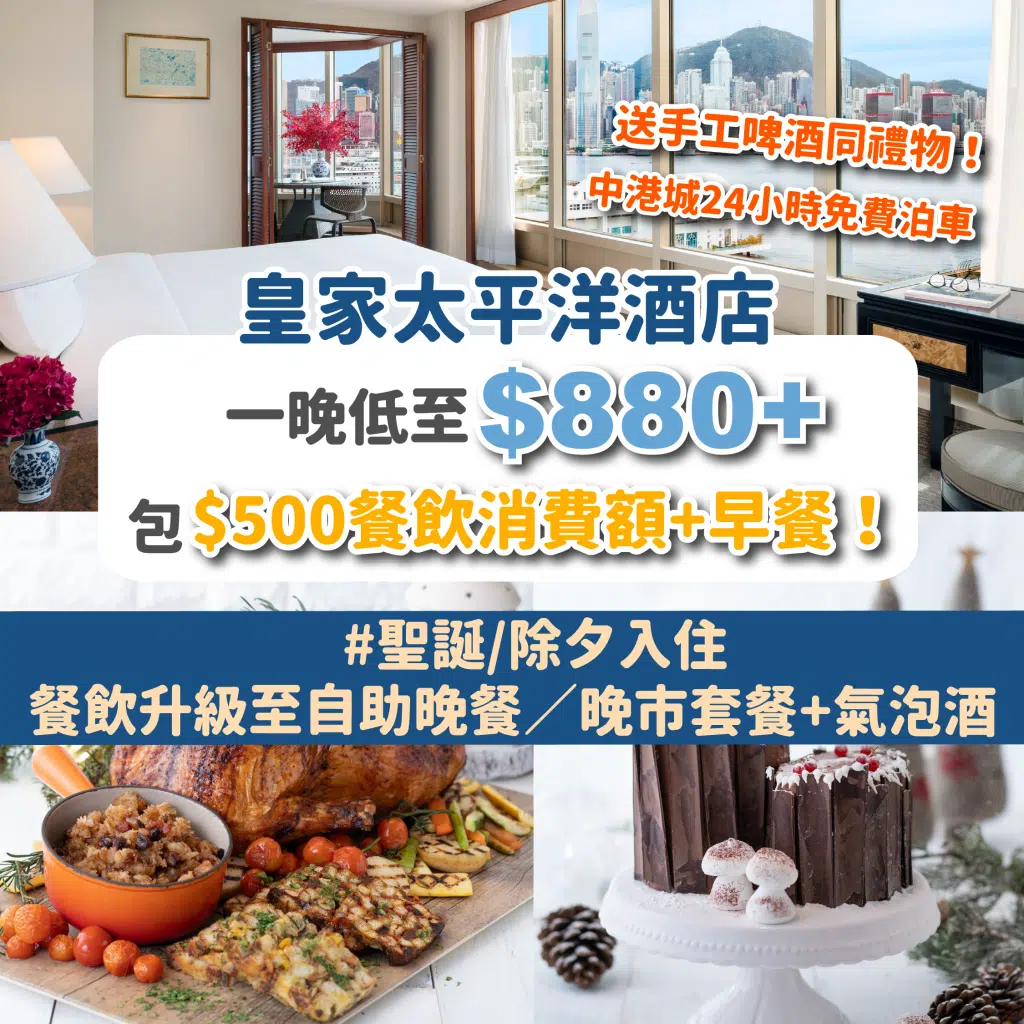 送手工啤酒同禮物！
中港城24小時免費泊車
皇家太平洋酒店
一晚低至$880+
包$500餐飲消費額+早餐！
#聖誕/除夕入住
餐飲升級至自助晚餐／晚市套餐+氣泡酒